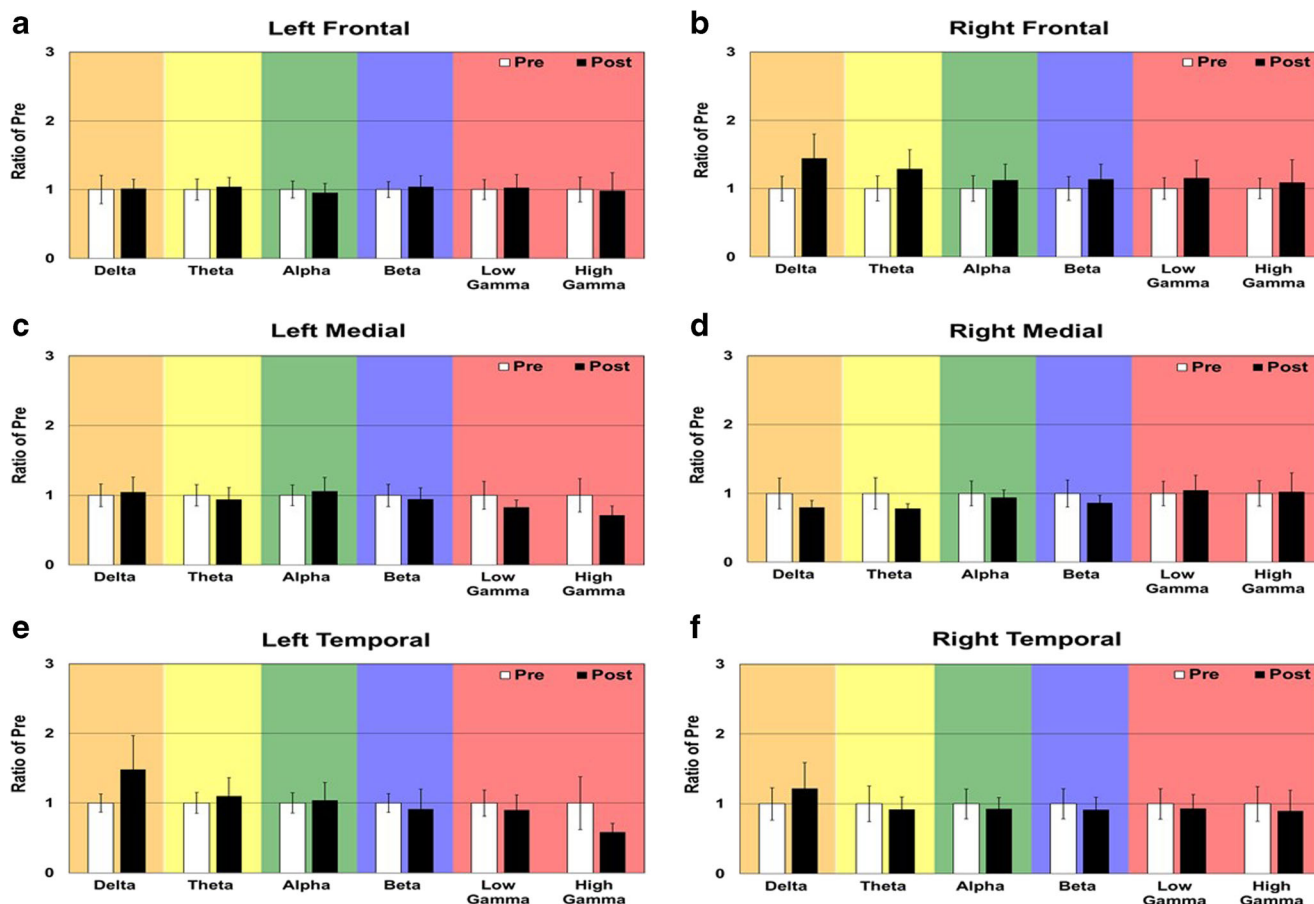 a
Left Frontal
3
2
1
0
Ratio of Pre
Pre Post
Delta Theta Alpha Beta Low Gamma High Gamma
b
Right Frontal
3
2
1
0
Ratio of Pre
Pre Post
Delta Theta Alpha Beta Low Gamma High Gamma
c
Left Medial
3
2
1
0
Ratio of Pre
Pre Post
Delta Theta Alpha Beta Low Gamma High Gamma
d
Right Medial
3
2
1
0
Ratio of Pre
Pre Post
Delta Theta Alpha Beta Low Gamma High Gamma
e
Left Temporal
3
2
1
0
Ratio of Pre
Pre Post
Delta Theta Alpha Beta Low Gamma High Gamma
f
Right Temporal
3
2
1
0
Ratio of Pre
Pre Post
Delta Theta Alpha Beta Low Gamma High Gamma